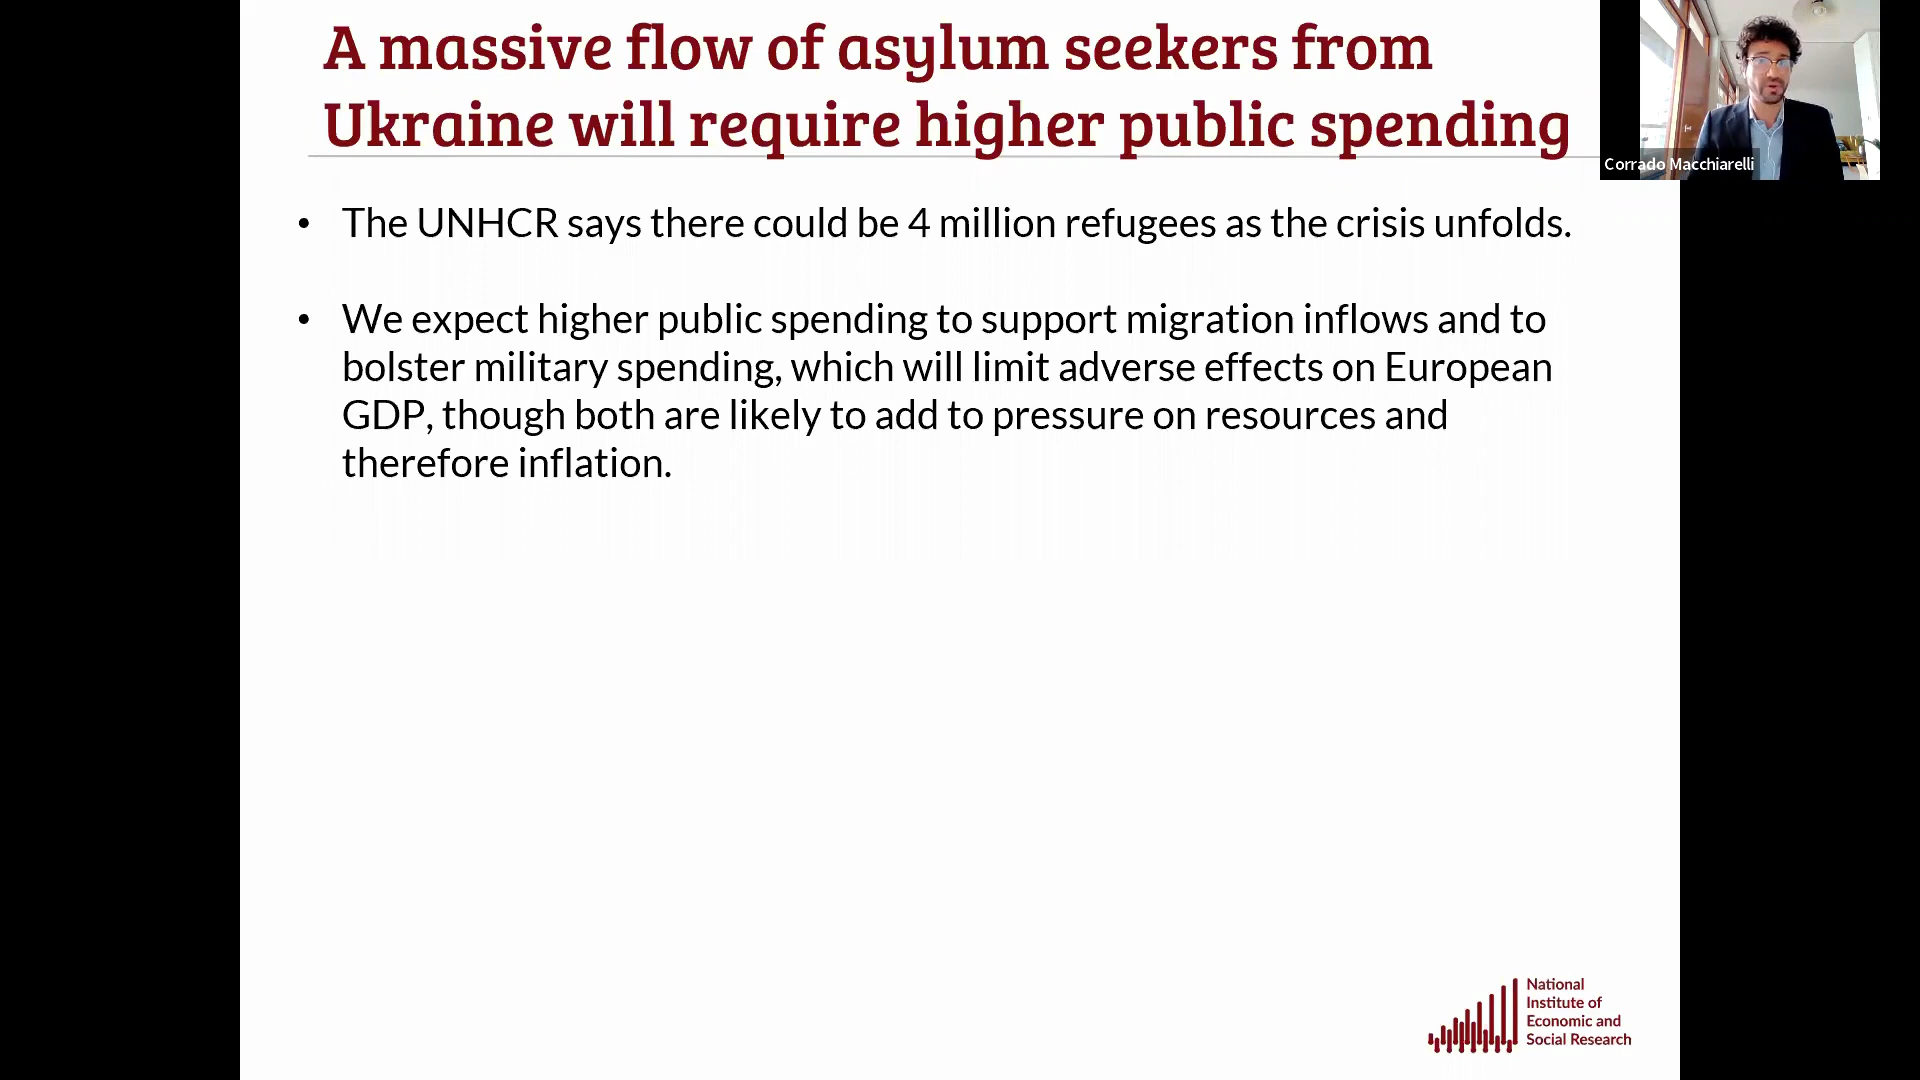 A massive flow of asylum seekers from
Ukraine will require higher public spending
Corrado Macchiarelli
• The UNHCR says there could be 4 million refugees as the crisis unfolds.
• We expect higher public spending to support migration inflows and to
bolster military spending, which will limit adverse effects on European
GDP, though both are likely to add to pressure on resources and
therefore inflation.
National
Institute of
Economic and
Social Research